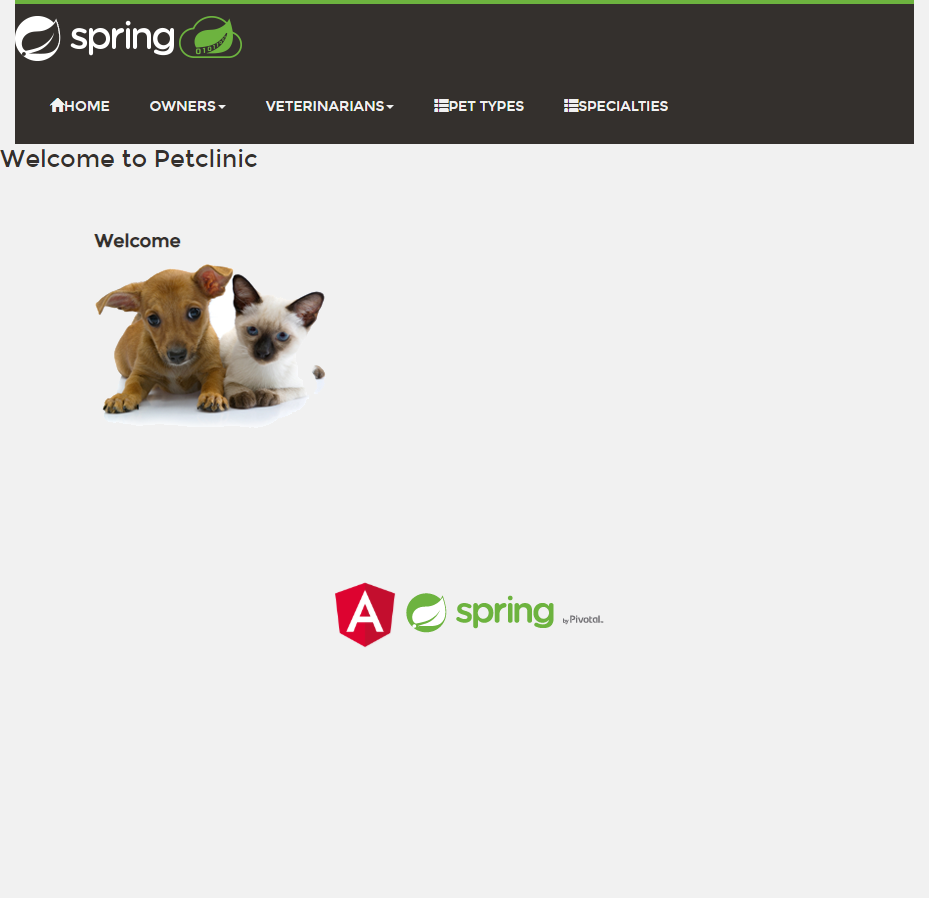 spring
HOME OWNERS VETERINARIANS PET TYPES SPECIALTIES
Welcome to Petclinic
Welcome
spring by Pivotal.